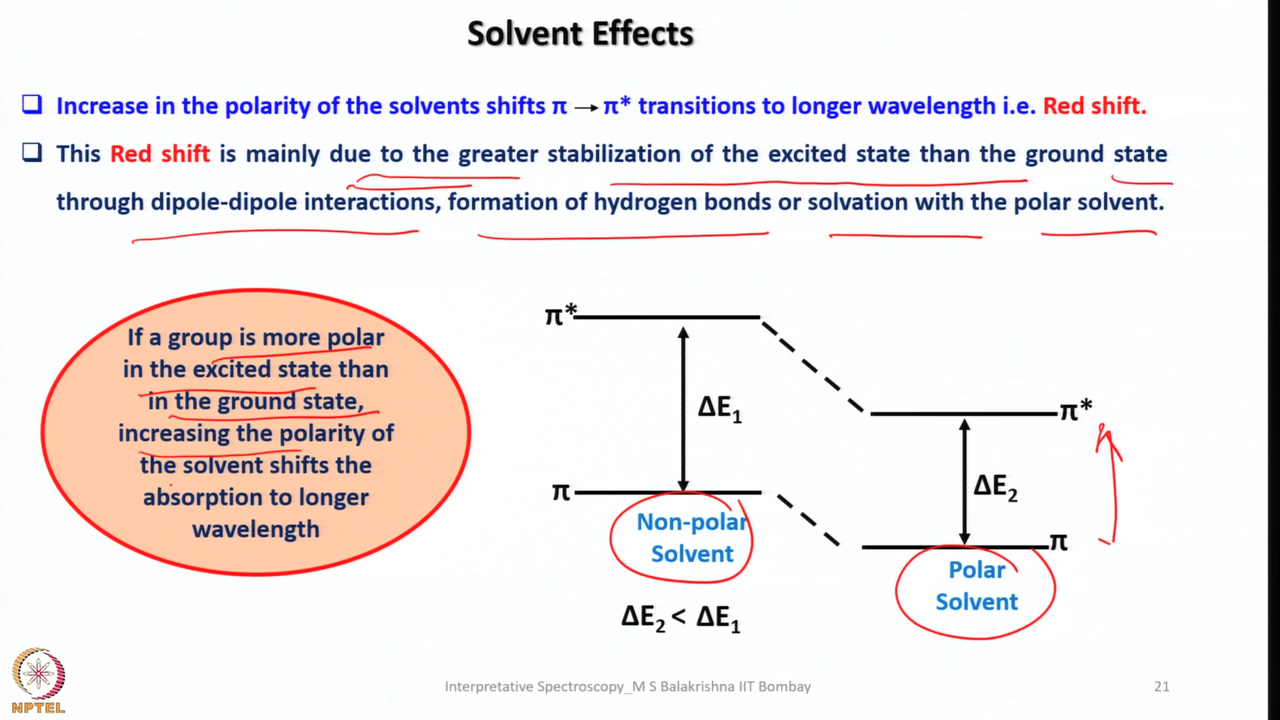 Solvent Effects
❑ Increase in the polarity of the solvents shifts π → π* transitions to longer wavelength i.e. Red shift.
❑ This Red shift is mainly due to the greater stabilization of the excited state than the ground state
through dipole-dipole interactions, formation of hydrogen bonds or solvation with the polar solvent.
If a group is more polar
in the excited state than
in the ground state,
increasing the polarity of
the solvent shifts the
absorption to longer
wavelength
π*
ΔE₁
π
Non-polar
Solvent
π*
ΔE₂
π
Polar
Solvent
ΔE₂ < ΔE₁
NPTEL
Interpretative Spectroscopy_M S Balakrishna IIT Bombay
21